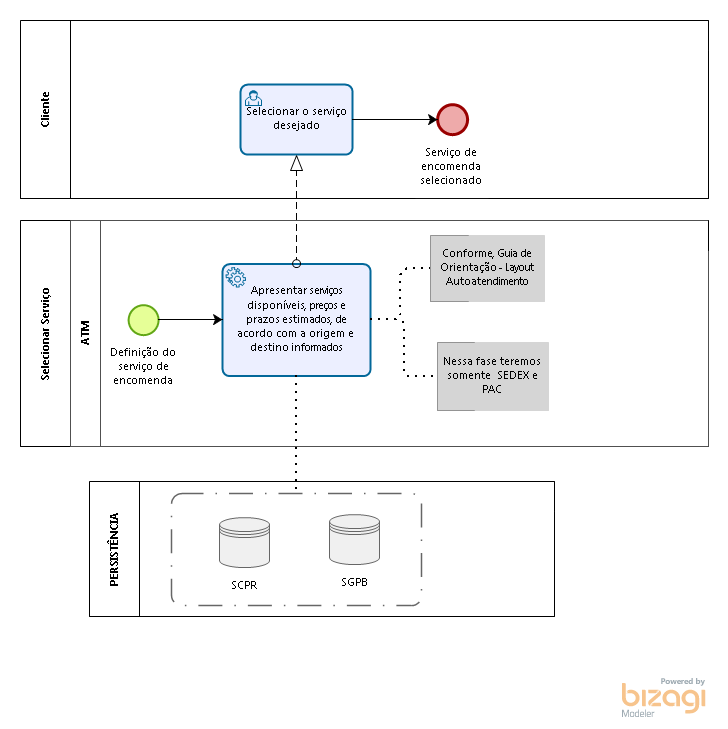 Cliente
Selecionar o serviço
desejado
Serviço de
encomenda
selecionado
Selecionar Serviço
ATM
Definição do
serviço de
encomenda
Apresentar serviços
disponíveis, preços e
prazos estimados, de
acordo com a origem e
destino informados
Conforme, Guia de
Orientação - Layout
Autoatendimento
Nessa fase teremos
somente SEDEX e
PAC
PERSISTÊNCIA
SCPR
SGPB
Powered by
bizagi
Modeler